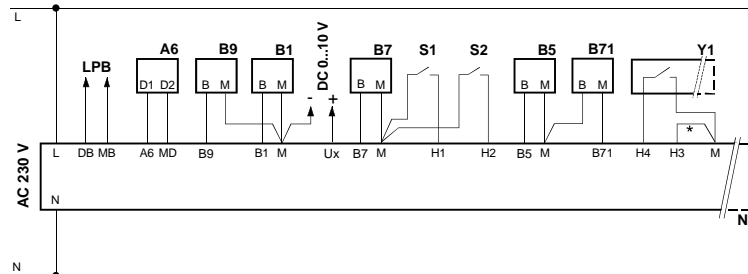 L
LPB
A6
B9
B1
DC 0...10 V
B7
S1
S2
B5
B71
Y1
D1 D2
B M
B M
- +
B M
B M
B M
AC 230 V
L DB MB A6 MD B9 B1 M Ux B7 M H1 H2 B5 M B71 H4 H3 * M
N
N
N